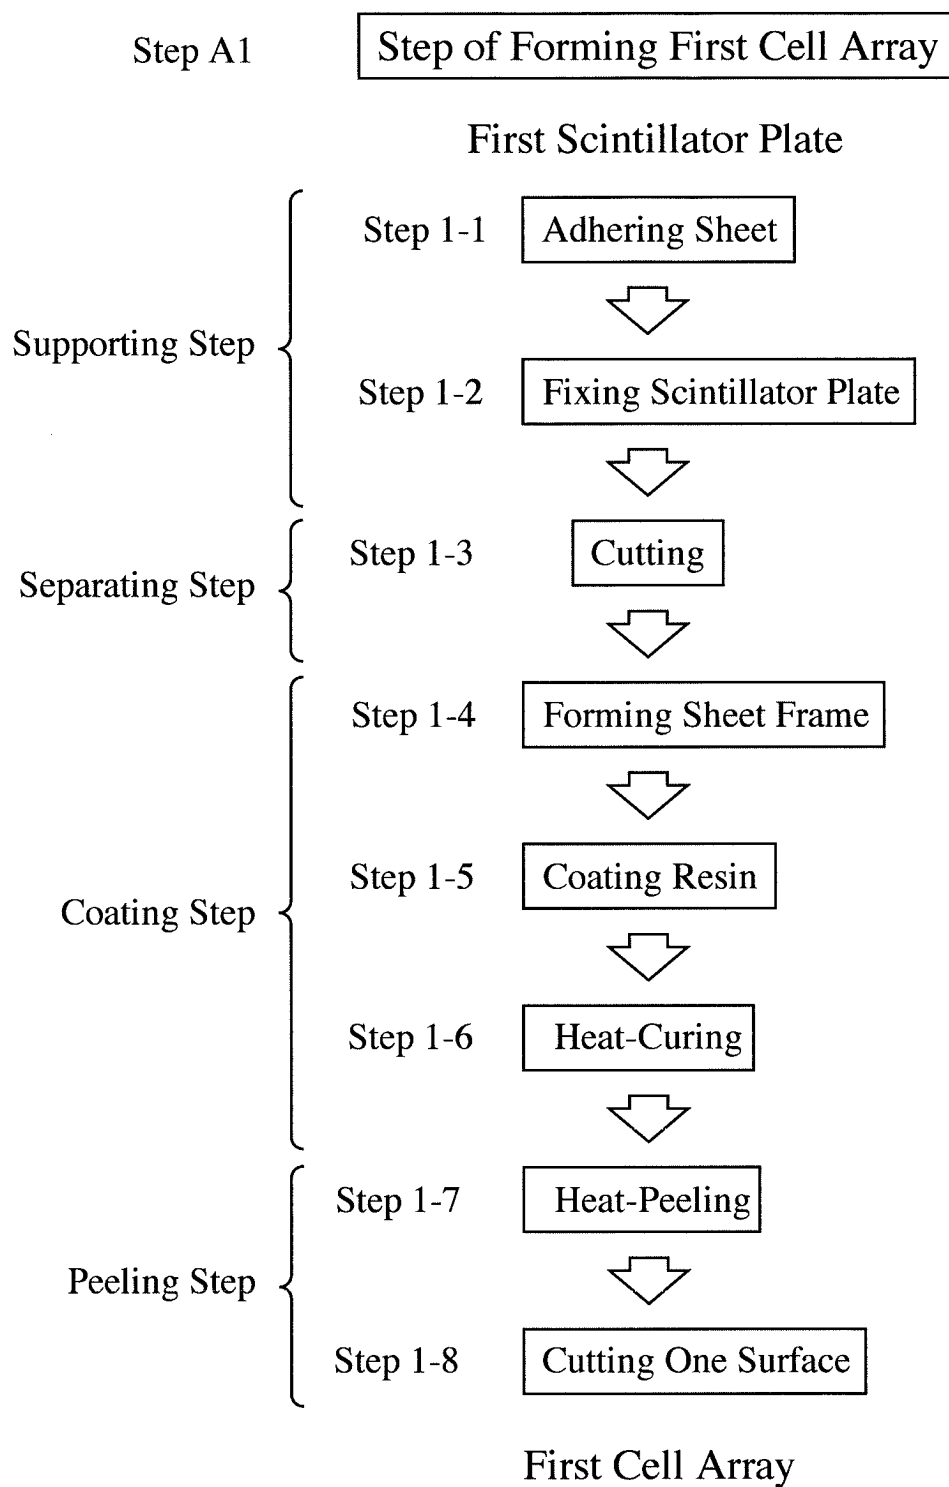 Step A1 Step of Forming First Cell Array
First Scintillator Plate
Step 1-1 Adhering Sheet
Supporting Step
Step 1-2 Fixing Scintillator Plate
Step 1-3 Cutting
Separating Step
Step 1-4 Forming Sheet Frame
Step 1-5 Coating Resin
Coating Step
Step 1-6 Heat-Curing
Step 1-7 Heat-Peeling
Peeling Step
Step 1-8 Cutting One Surface
First Cell Array